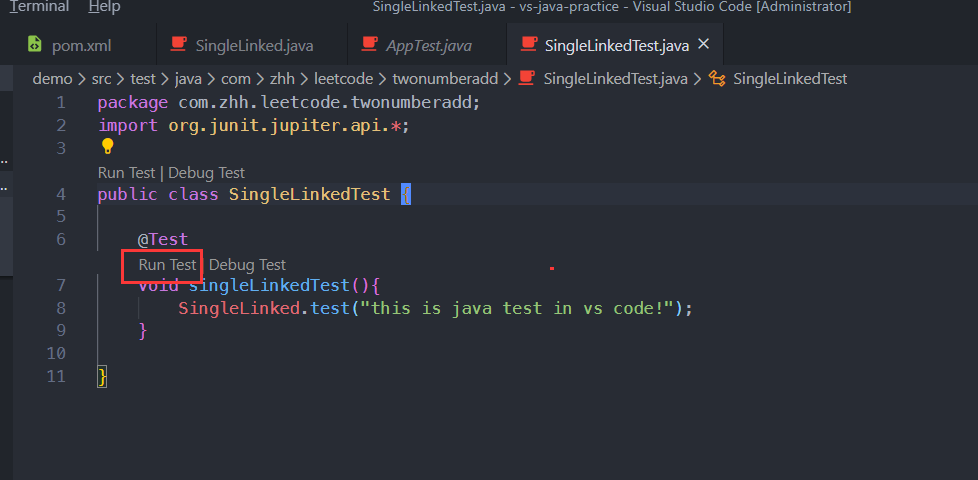 Terminal Help SingleLinkedTest.java - vs-java-practice - Visual Studio Code [Administrator]
pom.xml SingleLinked.java AppTest.java SingleLinkedTest.java ×
demo > src > test > java > com > zhh > leetcode > twonumberadd > SingleLinkedTest.java > SingleLinkedTest
1 package com.zhh.leetcode.twonumberadd;
2 import org.junit.jupiter.api.*;
3
Run Test | Debug Test
4 public class SingleLinkedTest {
5
6 @Test
Run Test | Debug Test
7 void singleLinkedTest(){
8 SingleLinked.test("this is java test in vs code!");
9 }
10
11 }